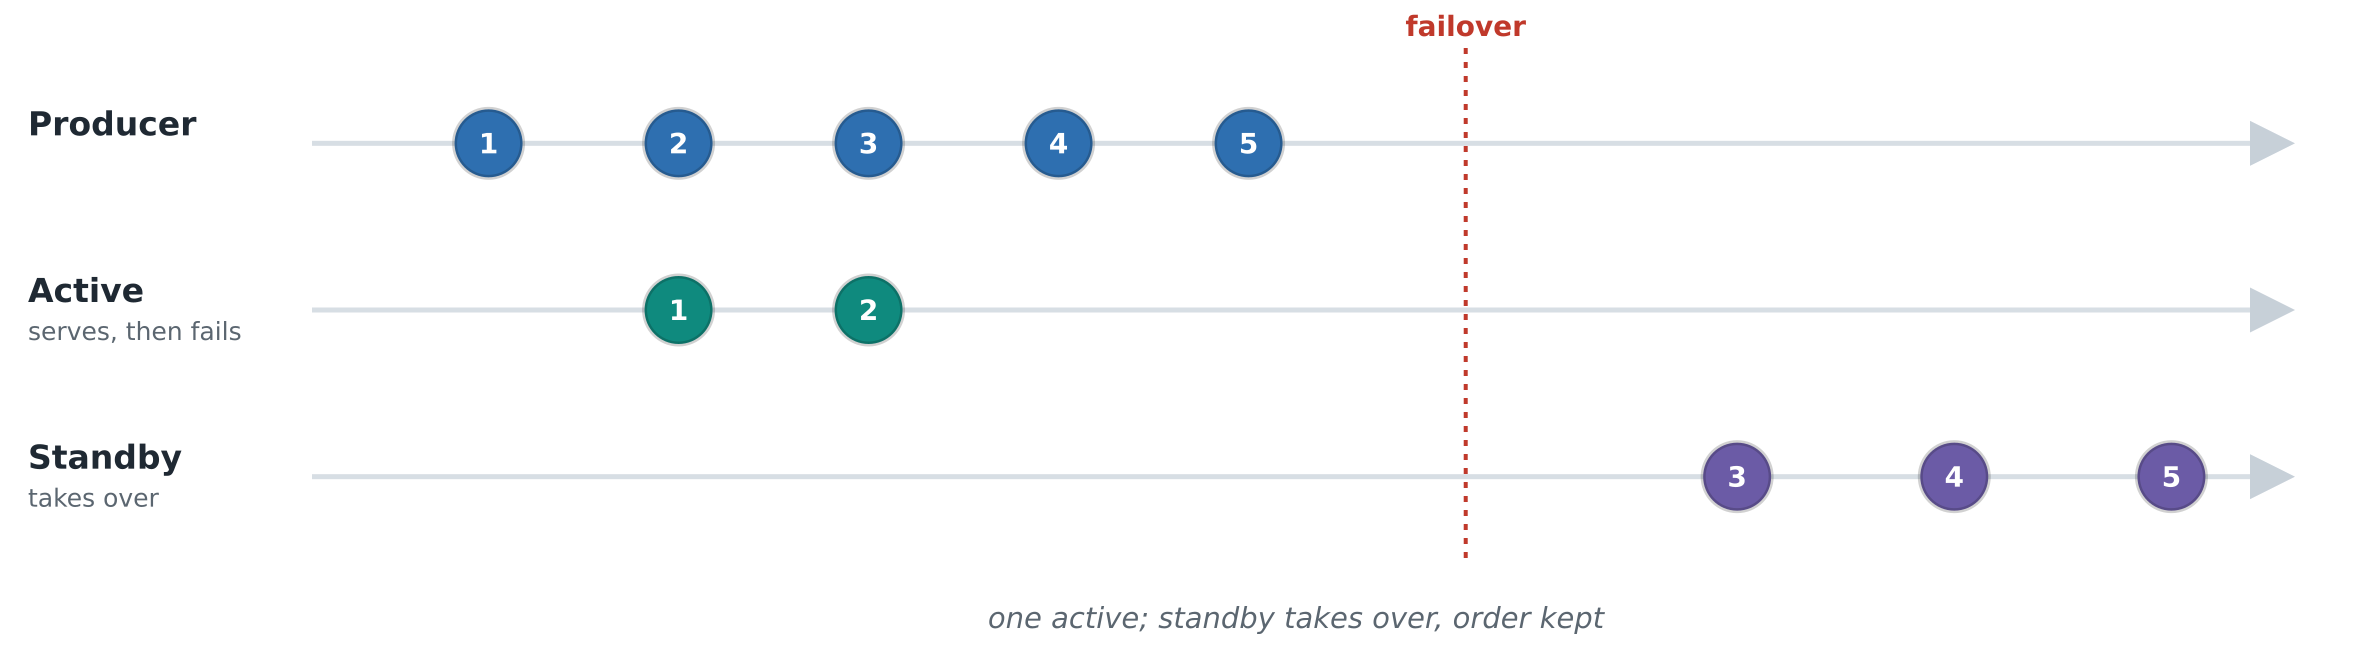 failover
Producer
1 2 3 4 5
Active
serves, then fails
1 2
Standby
takes over
3 4 5
one active; standby takes over, order kept